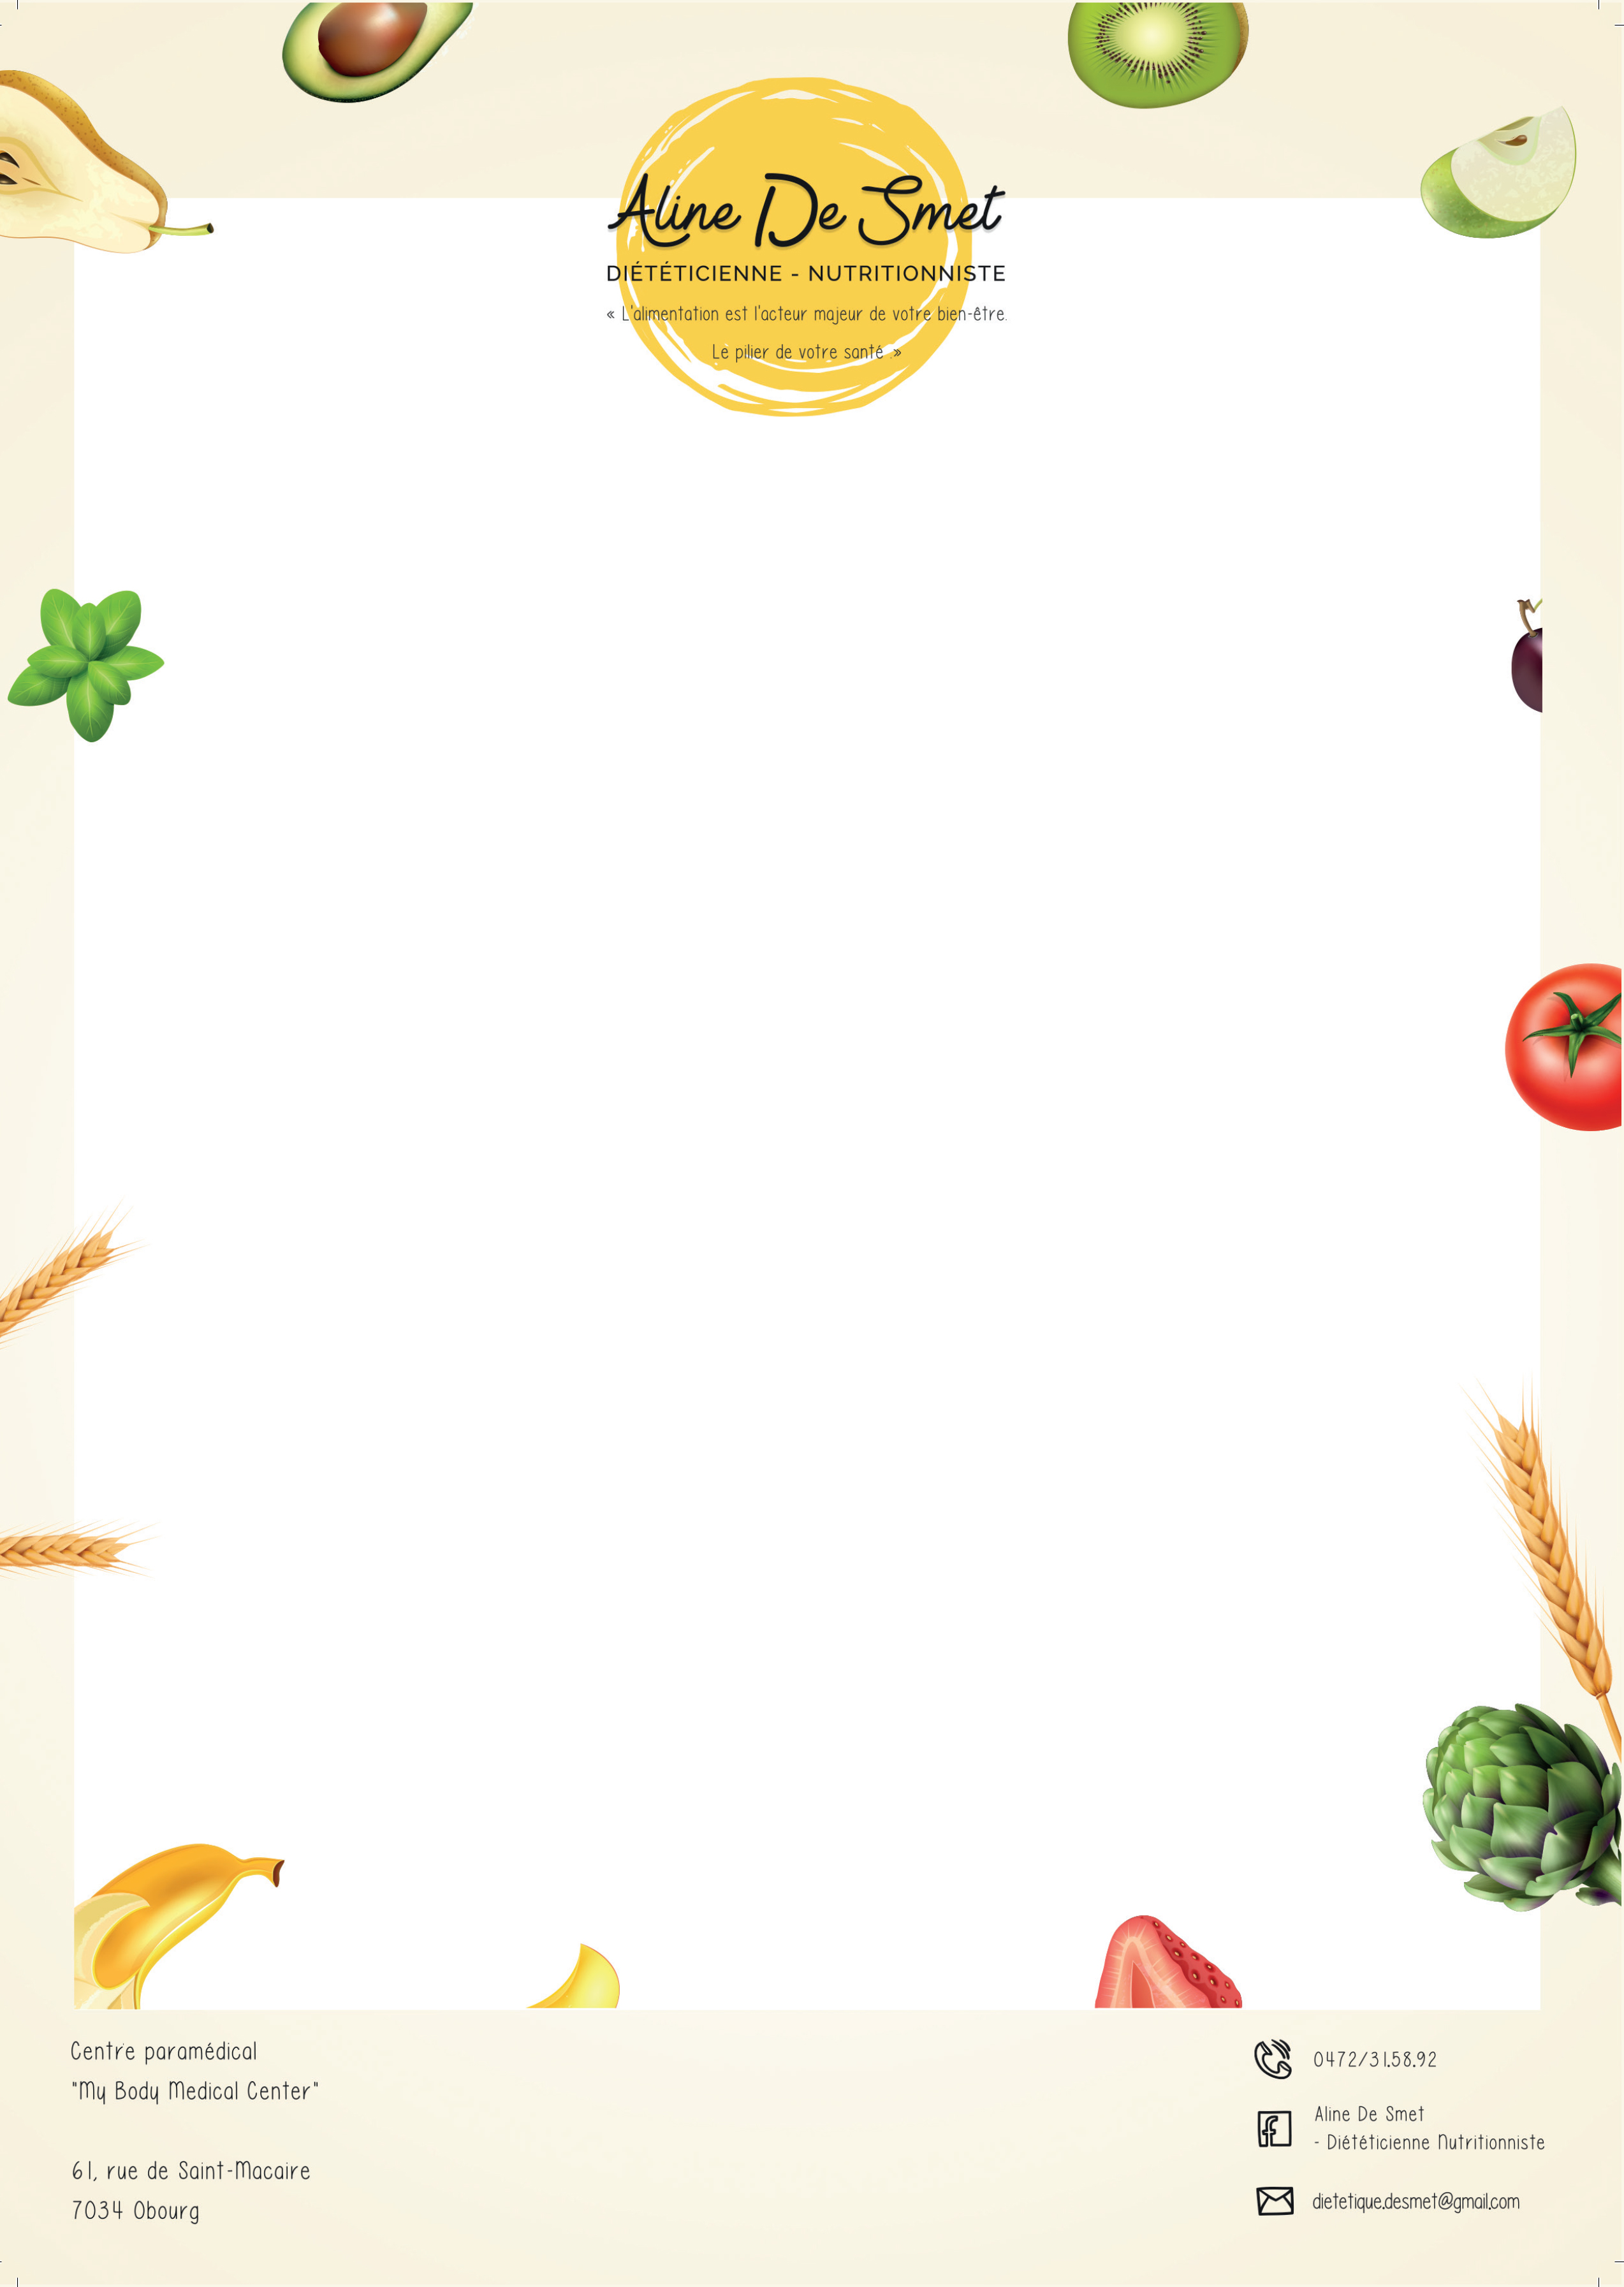 Aline De Smet
DIÉTÉTICIENNE - NUTRITIONNISTE
« L'alimentation est l'acteur majeur de votre bien-être.
Le pilier de votre santé .»
Centre paramédical
"My Body Medical Center"
61, rue de Saint-Macaire
7034 Obourg
0472/31.58.92
Aline De Smet
- Diététicienne Nutritionniste
dietetique.desmet@gmail.com